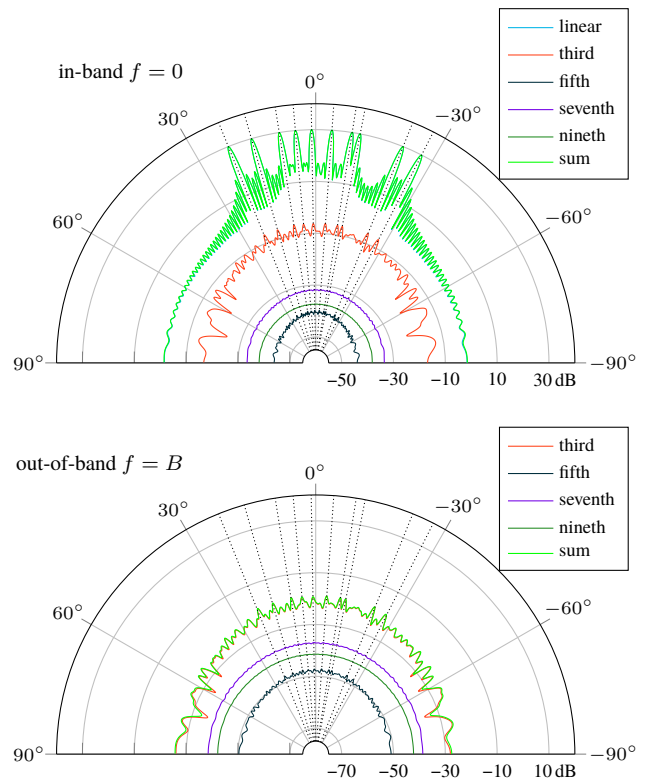 linear
third
fifth
seventh
nineth
sum
in-band f = 0
0°
30°
−30°
60°
−60°
90°
−90°
−50 −30 −10 10 30 dB
third
fifth
seventh
nineth
sum
out-of-band f = B
0°
30°
−30°
60°
−60°
90°
−90°
−70 −50 −30 −10 10 dB